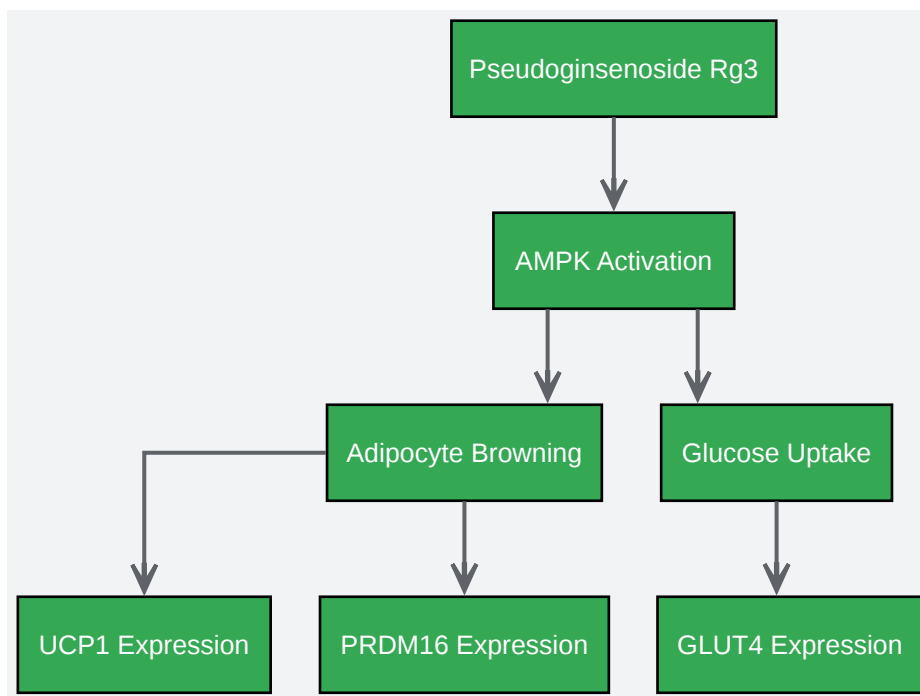 Pseudoginsenoside Rg3
AMPK Activation
Adipocyte Browning
Glucose Uptake
UCP1 Expression
PRDM16 Expression
GLUT4 Expression